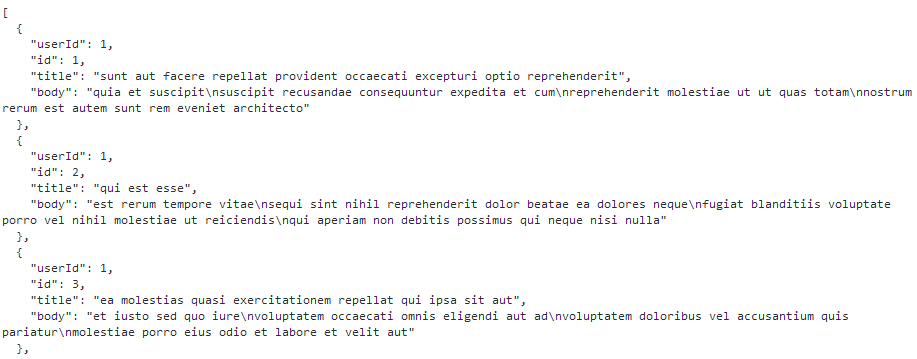 [
  {
    "userId": 1,
    "id": 1,
    "title": "sunt aut facere repellat provident occaecati excepturi optio reprehenderit",
    "body": "quia et suscipit\nsuscipit recusandae consequuntur expedita et cum\nreprehenderit molestiae ut ut quas totam\nnostrum
rerum est autem sunt rem eveniet architecto"
  },
  {
    "userId": 1,
    "id": 2,
    "title": "qui est esse",
    "body": "est rerum tempore vitae\nsequi sint nihil reprehenderit dolor beatae ea dolores neque\nfugiat blanditiis voluptate
porro vel nihil molestiae ut reiciendis\nqui aperiam non debitis possimus qui neque nisi nulla"
  },
  {
    "userId": 1,
    "id": 3,
    "title": "ea molestias quasi exercitationem repellat qui ipsa sit aut",
    "body": "et iusto sed quo iure\nvoluptatem occaecati omnis eligendi aut ad\nvoluptatem doloribus vel accusantium quis
pariatur\nmolestiae porro eius odio et labore et velit aut"
  },